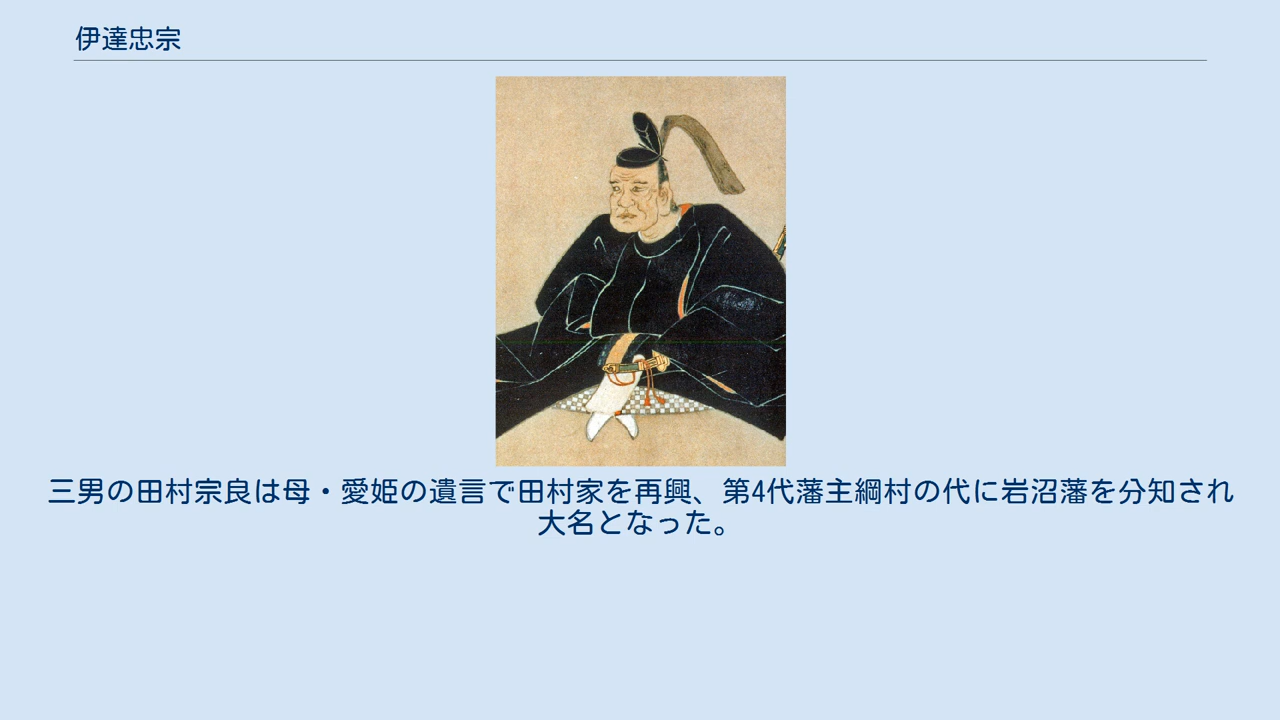 伊達忠宗
三男の田村宗良は母・愛姫の遺言で田村家を再興、第4代藩主綱村の代に岩沼藩を分知され
大名となった。